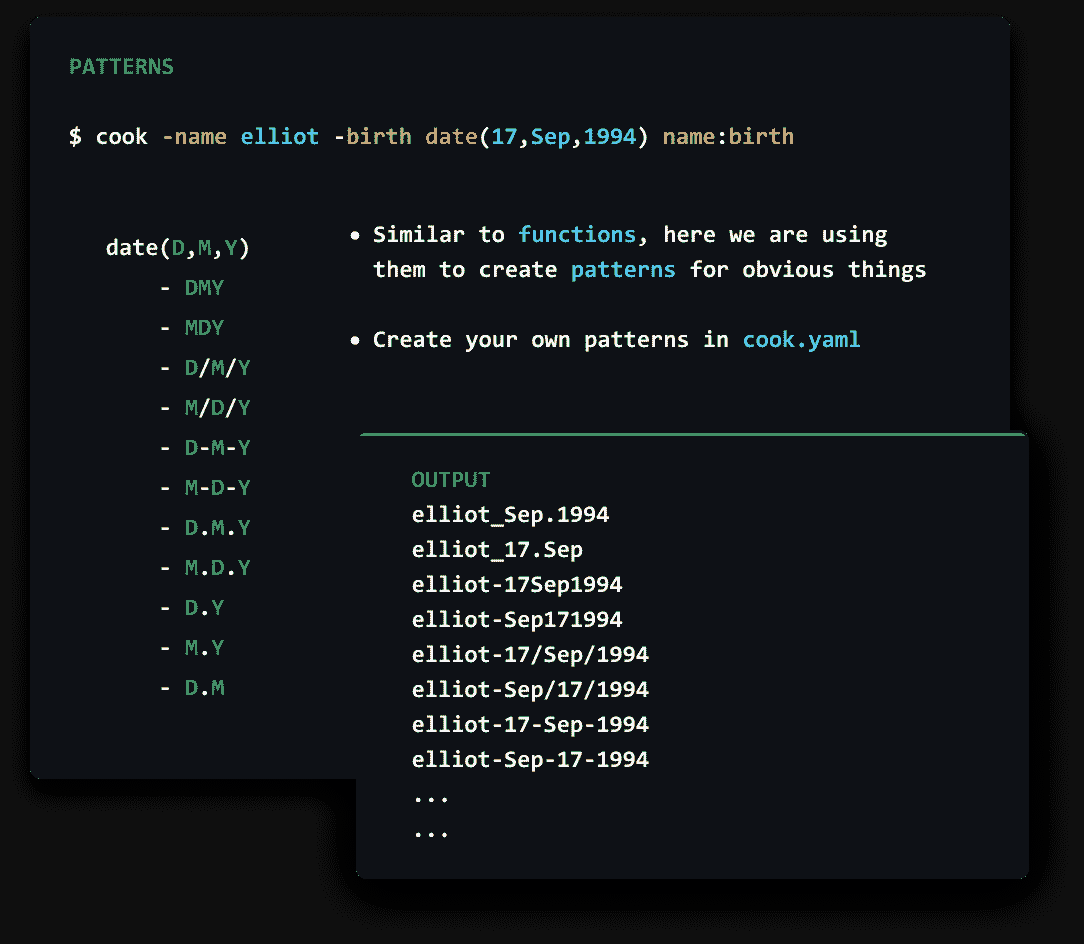 PATTERNS
$ cook -name elliot -birth date(17,Sep,1994) name:birth
date(D,M,Y)
- DMY
- MDY
- D/M/Y
- M/D/Y
- D-M-Y
- M-D-Y
- D.M.Y
- M.D.Y
- D.Y
- M.Y
- D.M
• Similar to functions, here we are using
them to create patterns for obvious things
• Create your own patterns in cook.yaml
OUTPUT
elliot_Sep.1994
elliot_17.Sep
elliot-17Sep1994
elliot-Sep171994
elliot-17/Sep/1994
elliot-Sep/17/1994
elliot-17-Sep-1994
elliot-Sep-17-1994
...
...